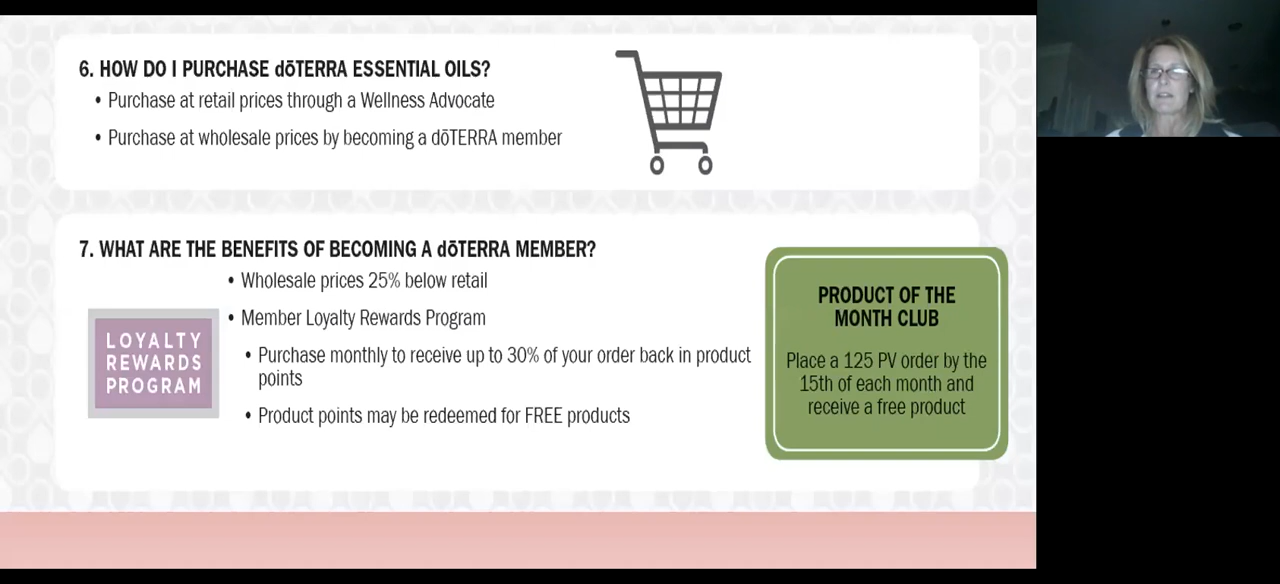 6. HOW DO I PURCHASE dōTERRA ESSENTIAL OILS?
• Purchase at retail prices through a Wellness Advocate
• Purchase at wholesale prices by becoming a dōTERRA member
7. WHAT ARE THE BENEFITS OF BECOMING A dōTERRA MEMBER?
• Wholesale prices 25% below retail
• Member Loyalty Rewards Program
• Purchase monthly to receive up to 30% of your order back in product
points
• Product points may be redeemed for FREE products
LOYALTY
REWARDS
PROGRAM
PRODUCT OF THE
MONTH CLUB
Place a 125 PV order by the
15th of each month and
receive a free product